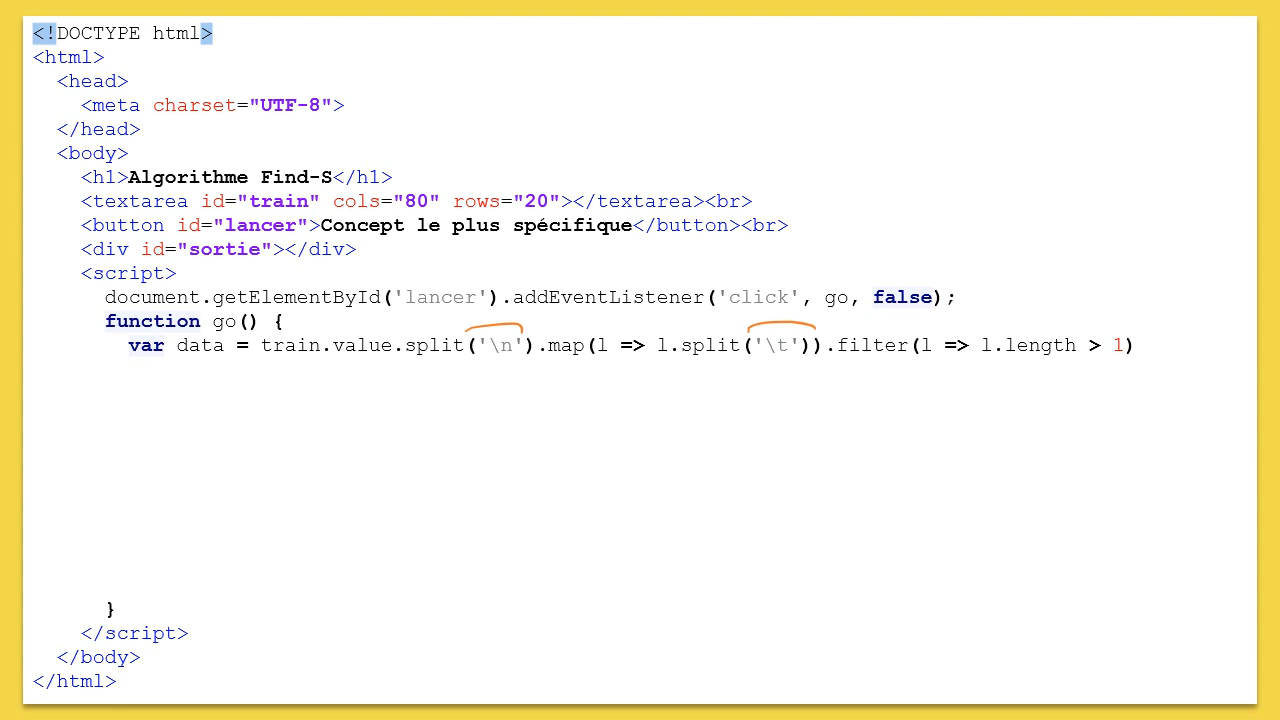 <!DOCTYPE html>
<html>
  <head>
    <meta charset="UTF-8">
  </head>
  <body>
    <h1>Algorithme Find-S</h1>
    <textarea id="train" cols="80" rows="20"></textarea><br>
    <button id="lancer">Concept le plus spécifique</button><br>
    <div id="sortie"></div>
    <script>
      document.getElementById('lancer').addEventListener('click', go, false);
      function go() {
        var data = train.value.split('\n').map(l => l.split('\t')).filter(l => l.length > 1)
      }
    </script>
  </body>
</html>